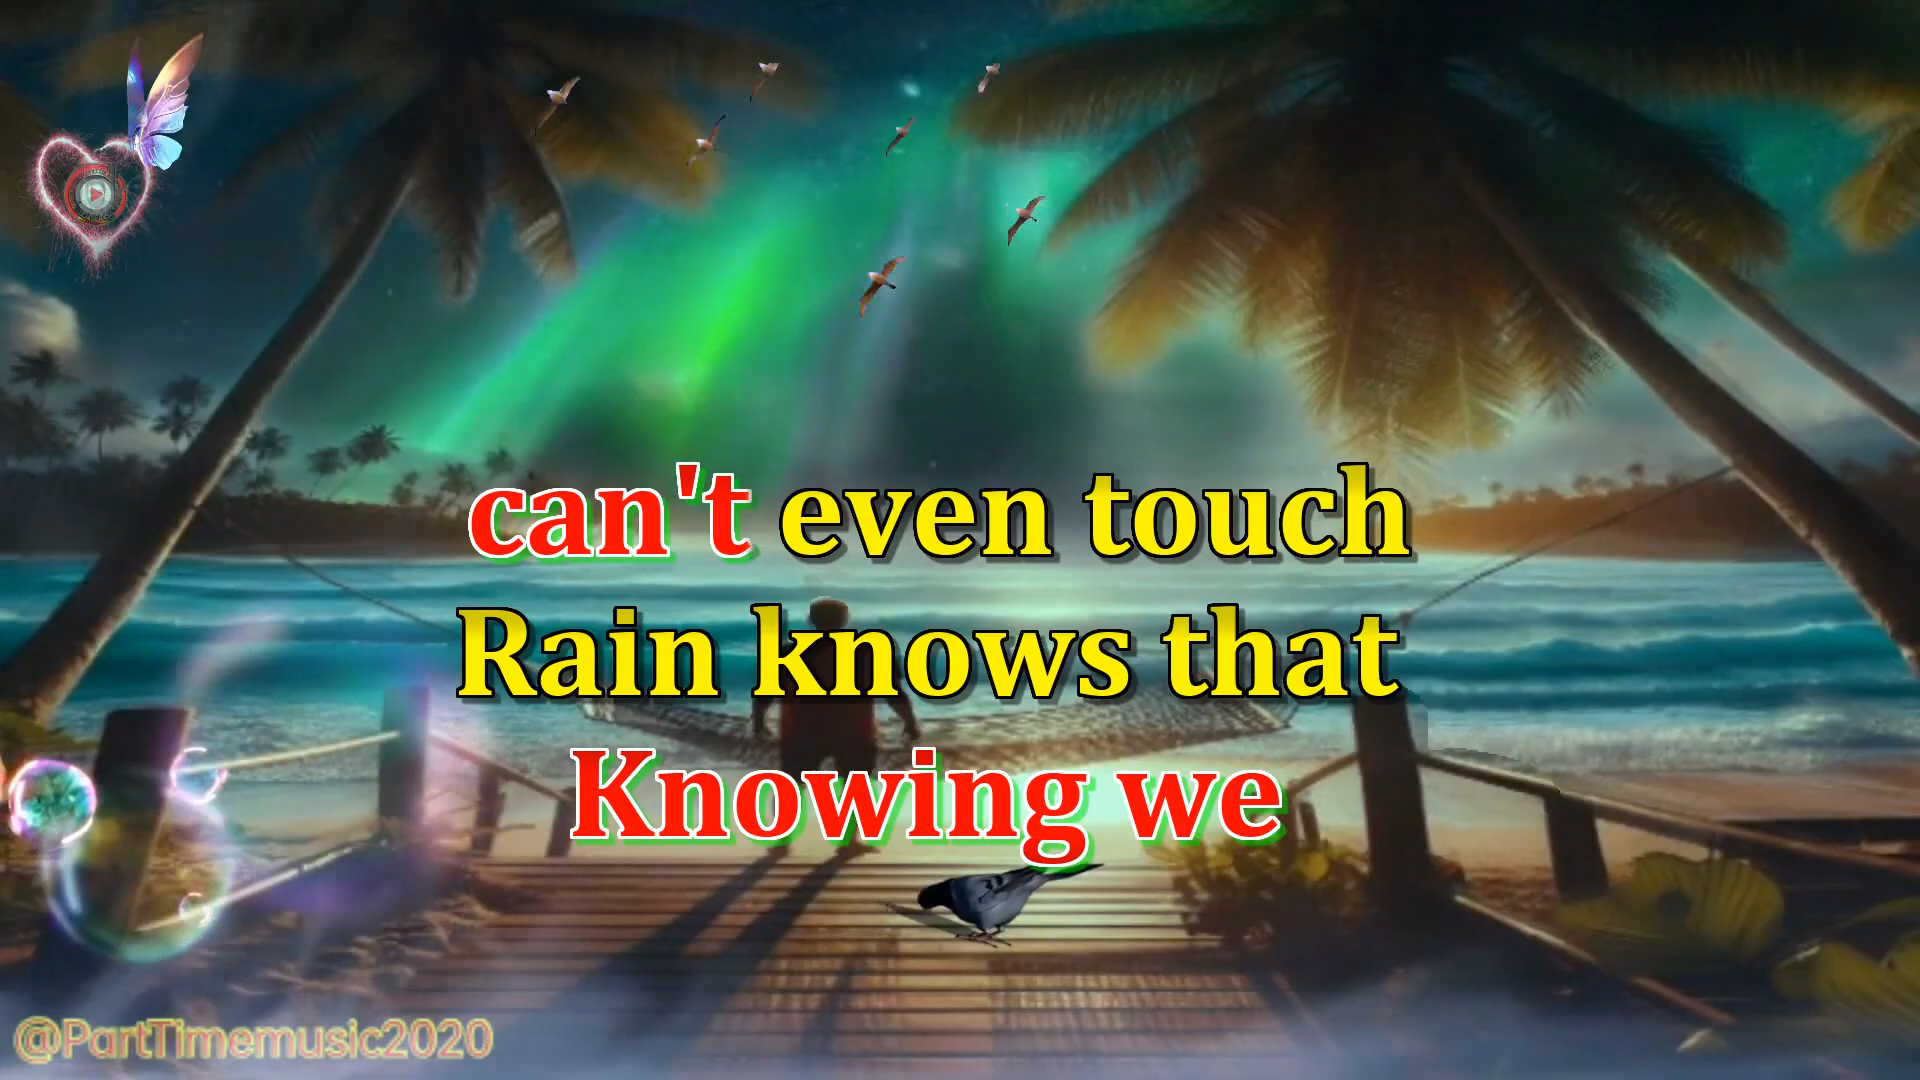 can't even touch
Rain knows that
Knowing we
@PartTimemusic2020